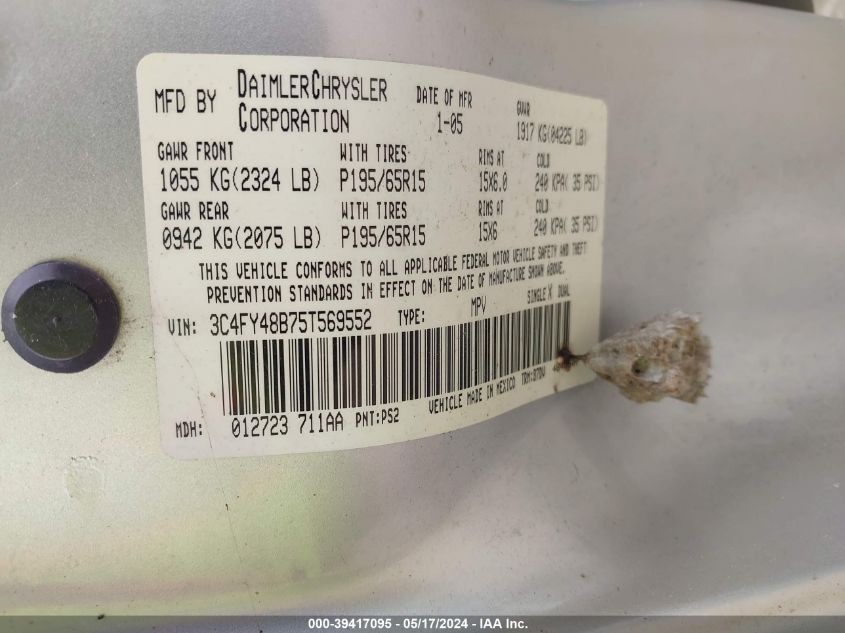 MFD BY DAIMLERCHRYSLER CORPORATION DATE OF MFR 1-05 GVWR 1917 KG(04225 LB)
GAWR FRONT WITH TIRES RIMS AT COLD
1055 KG(2324 LB) P195/65R15 15X6.0 240 KPA( 35 PSI)
GAWR REAR WITH TIRES RIMS AT COLD
0942 KG(2075 LB) P195/65R15 15X6 240 KPA( 35 PSI)
THIS VEHICLE CONFORMS TO ALL APPLICABLE FEDERAL MOTOR VEHICLE SAFETY AND THEFT
PREVENTION STANDARDS IN EFFECT ON THE DATE OF MANUFACTURE SHOWN ABOVE.
VIN: 3C4FY48B75T569552 TYPE: MPV SINGLE X DUAL
MDH: 012723 711AA PNT:PS2 VEHICLE MADE IN MEXICO
000-39417095 - 05/17/2024 - IAA Inc.